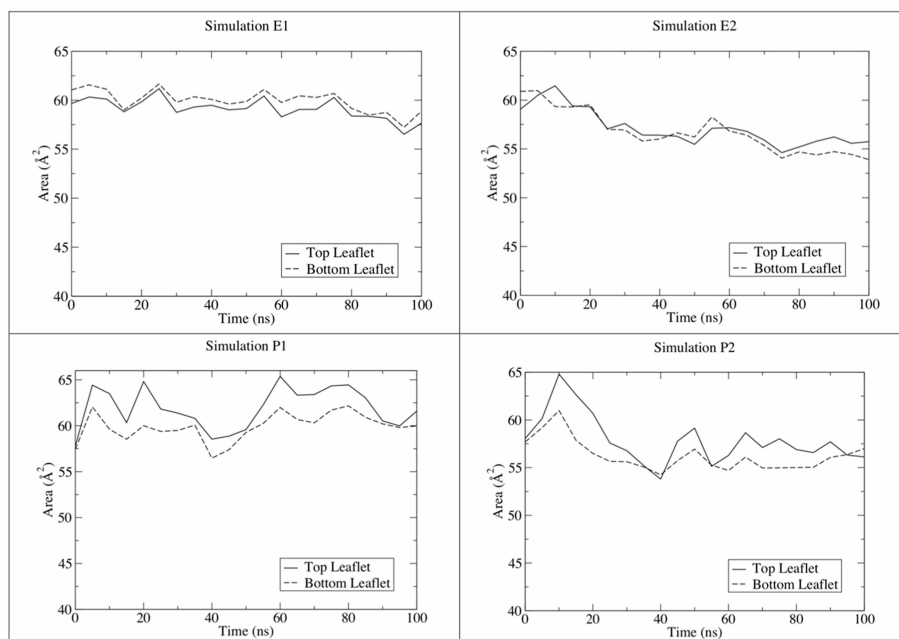 Simulation E1
65
60
55
50
45
40
Area (Å²)
Top Leaflet
Bottom Leaflet
0 20 40 60 80 100
Time (ns)
Simulation E2
65
60
55
50
45
40
Area (Å²)
Top Leaflet
Bottom Leaflet
0 20 40 60 80 100
Time (ns)
Simulation P1
65
60
55
50
45
40
Area (Å²)
Top Leaflet
Bottom Leaflet
0 20 40 60 80 100
Time (ns)
Simulation P2
65
60
55
50
45
40
Area (Å²)
Top Leaflet
Bottom Leaflet
0 20 40 60 80 100
Time (ns)